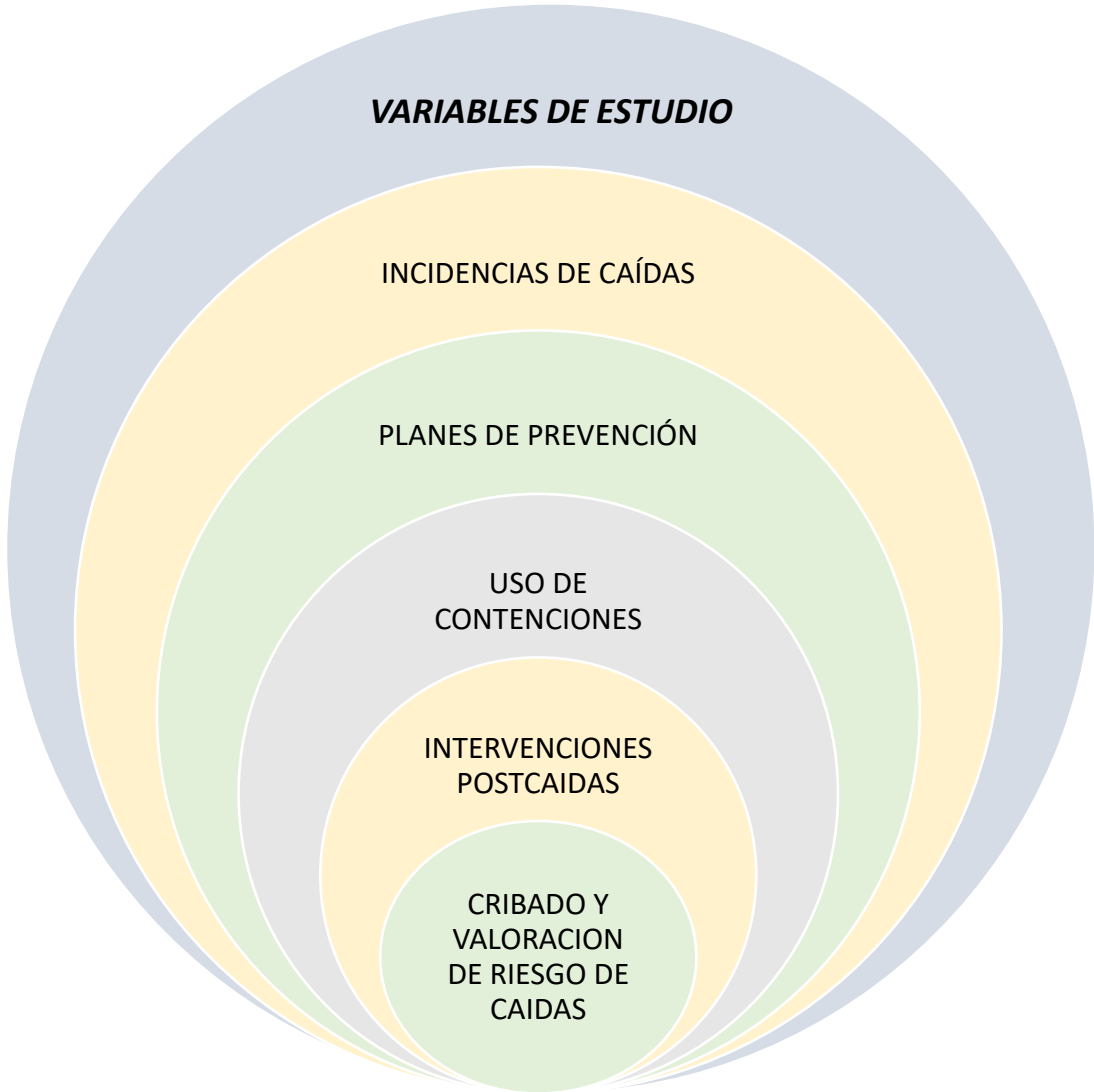 VARIABLES DE ESTUDIO
INCIDENCIAS DE CAÍDAS
PLANES DE PREVENCIÓN
USO DE
CONTENCIONES
INTERVENCIONES
POSTCAIDAS
CRIBADO Y
VALORACION
DE RIESGO DE
CAIDAS